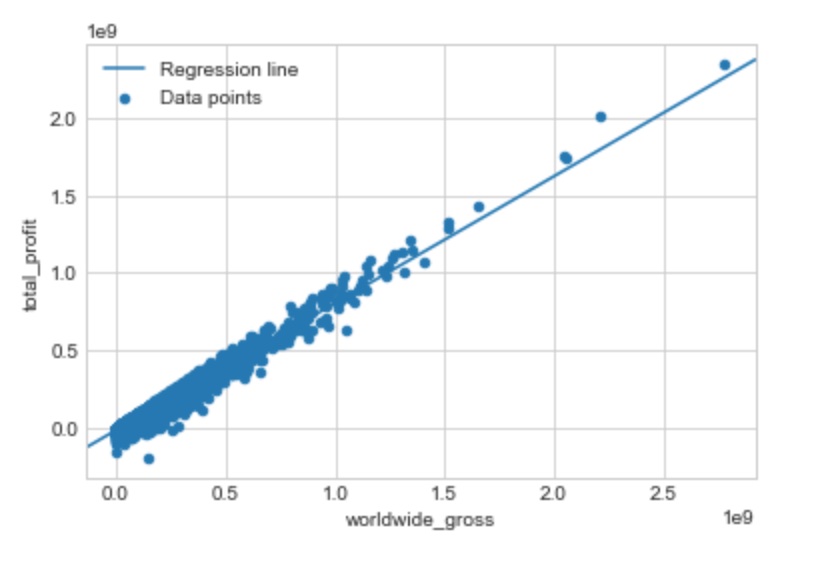 1e9
Regression line
Data points
2.0
1.5
1.0
0.5
0.0
total_profit
0.0 0.5 1.0 1.5 2.0 2.5
worldwide_gross
1e9